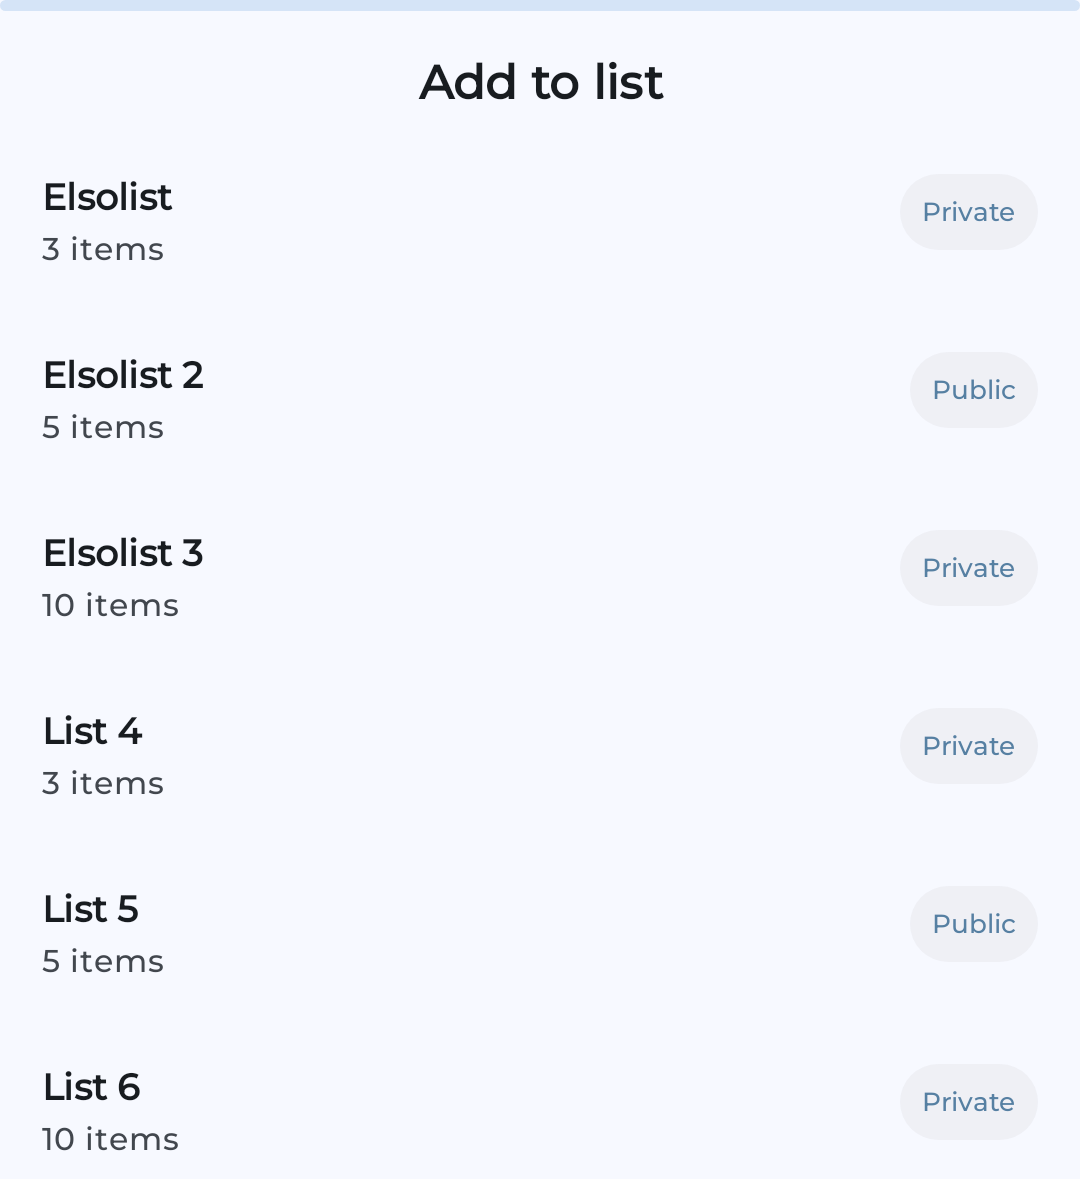 Add to list
Elsolist
Private
3 items
Elsolist 2
Public
5 items
Elsolist 3
Private
10 items
List 4
Private
3 items
List 5
Public
5 items
List 6
Private
10 items